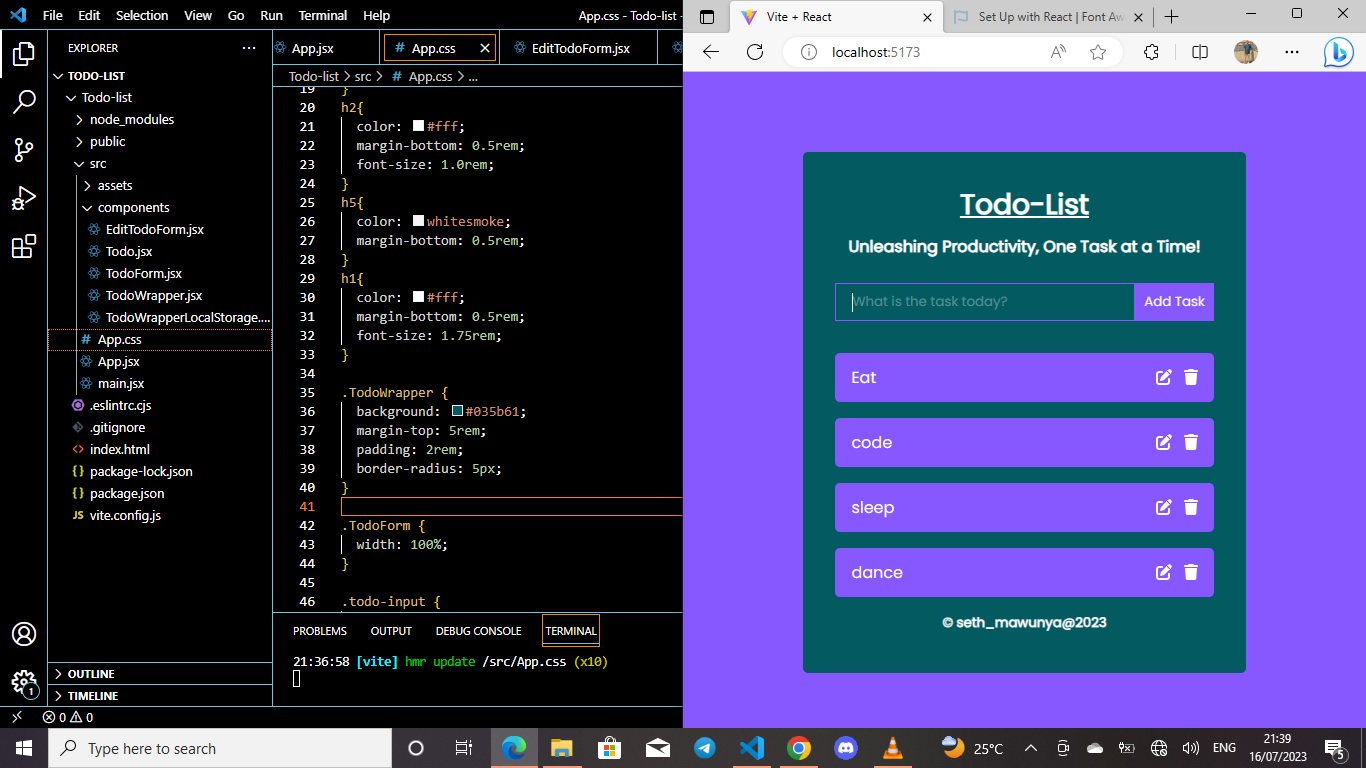 File Edit Selection View Go Run Terminal Help App.css - Todo-list -
EXPLORER ...
TODO-LIST
Todo-list
node_modules
public
src
assets
components
EditTodoForm.jsx
Todo.jsx
TodoForm.jsx
TodoWrapper.jsx
TodoWrapperLocalStorage....
# App.css
App.jsx
main.jsx
.eslintrc.cjs
.gitignore
<> index.html
{} package-lock.json
{} package.json
JS vite.config.js
OUTLINE
TIMELINE
1
0 0
App.jsx # App.css EditTodoForm.jsx
Todo-list > src > # App.css > ...
19 }
20 h2{
21 color: #fff;
22 margin-bottom: 0.5rem;
23 font-size: 1.0rem;
24 }
25 h5{
26 color: whitesmoke;
27 margin-bottom: 0.5rem;
28 }
29 h1{
30 color: #fff;
31 margin-bottom: 0.5rem;
32 font-size: 1.75rem;
33 }
34
35 .TodoWrapper {
36 background: #035b61;
37 margin-top: 5rem;
38 padding: 2rem;
39 border-radius: 5px;
40 }
41
42 .TodoForm {
43 width: 100%;
44 }
45
46 .todo-input {
PROBLEMS OUTPUT DEBUG CONSOLE TERMINAL
21:36:58 [vite] hmr update /src/App.css (x10)
Vite + React Set Up with React | Font Aw
localhost:5173
Todo-List
Unleashing Productivity, One Task at a Time!
What is the task today? Add Task
Eat
code
sleep
dance
© seth_mawunya@2023
Type here to search
25°C ENG 21:39
16/07/2023
5